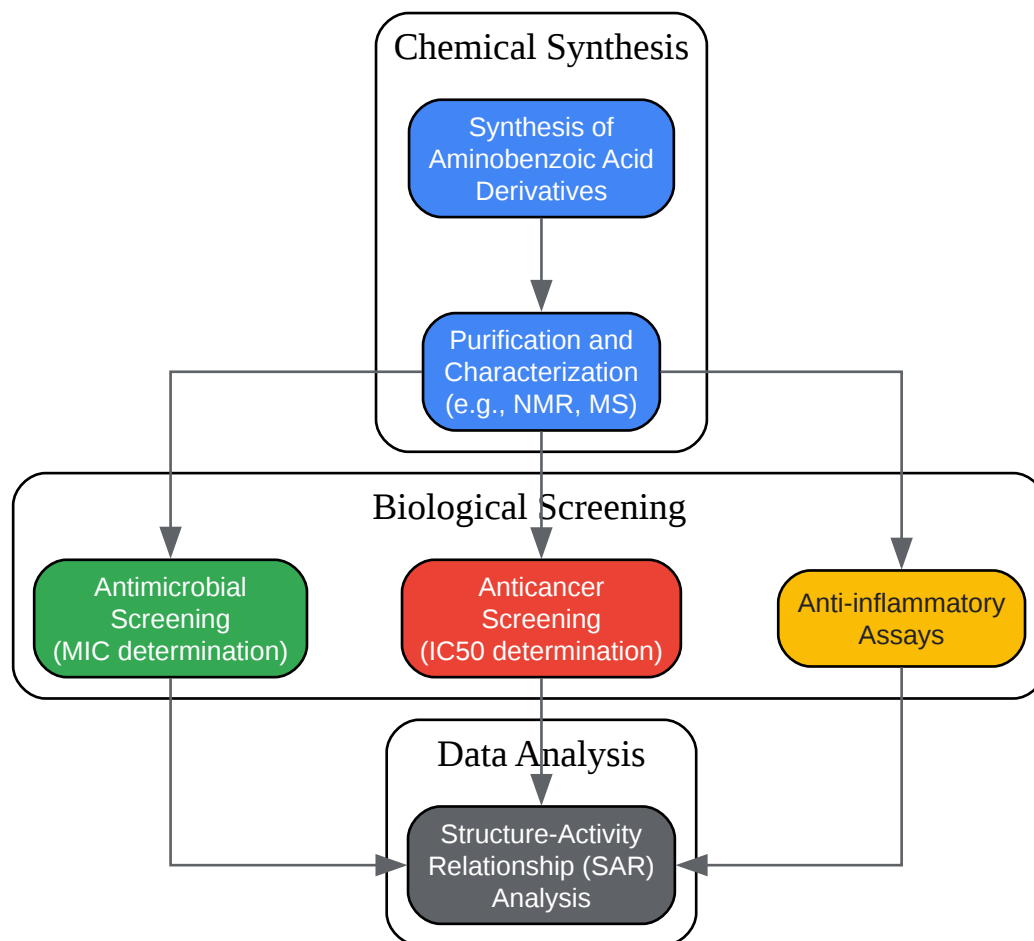 Chemical Synthesis
Synthesis of
Aminobenzoic Acid
Derivatives
Purification and
Characterization
(e.g., NMR, MS)
Biological Screening
Antimicrobial
Screening
(MIC determination)
Anticancer
Screening
(IC50 determination)
Anti-inflammatory
Assays
Data Analysis
Structure-Activity
Relationship (SAR)
Analysis